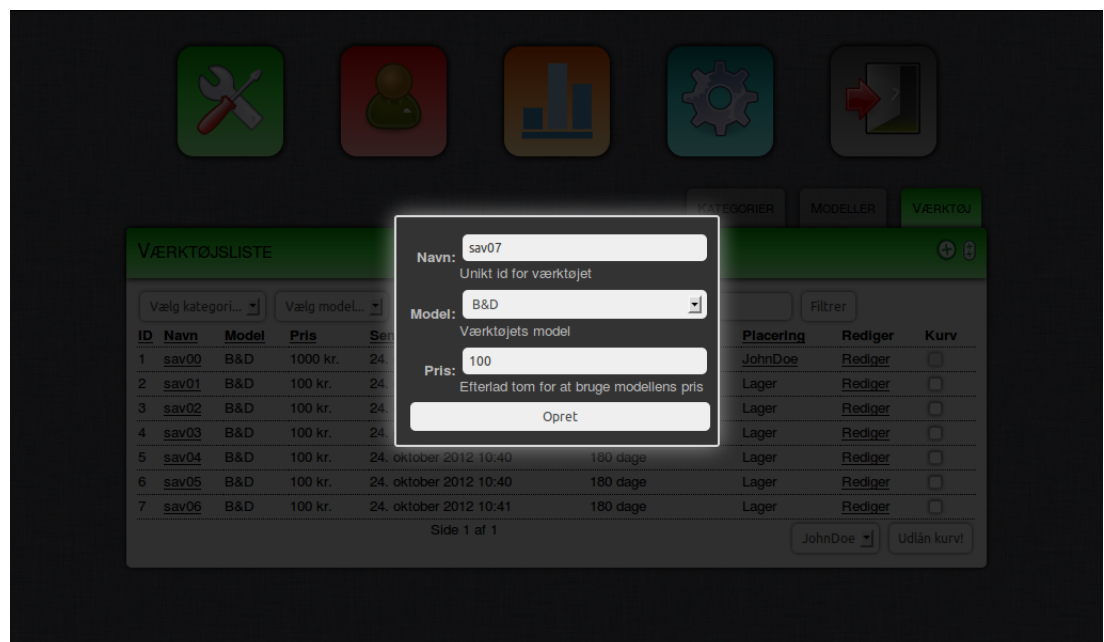 KATEGORIER MODELLER VÆRKTØJ
VÆRKTØJSLISTE
Navn: sav07
Unikt id for værktøjet
Model: B&D
Værktøjets model
Pris: 100
Efterlad tom for at bruge modellens pris
Opret
Vælg kategori... Vælg model... Filtrer
ID Navn Model Pris Placering Rediger Kurv
1 sav00 B&D 1000 kr. 24. JohnDoe Rediger
2 sav01 B&D 100 kr. 24. Lager Rediger
3 sav02 B&D 100 kr. 24. Lager Rediger
4 sav03 B&D 100 kr. 24. Lager Rediger
5 sav04 B&D 100 kr. 24. oktober 2012 10:40 180 dage Lager Rediger
6 sav05 B&D 100 kr. 24. oktober 2012 10:40 180 dage Lager Rediger
7 sav06 B&D 100 kr. 24. oktober 2012 10:41 180 dage Lager Rediger
Side 1 af 1
JohnDoe Udlån kurv!